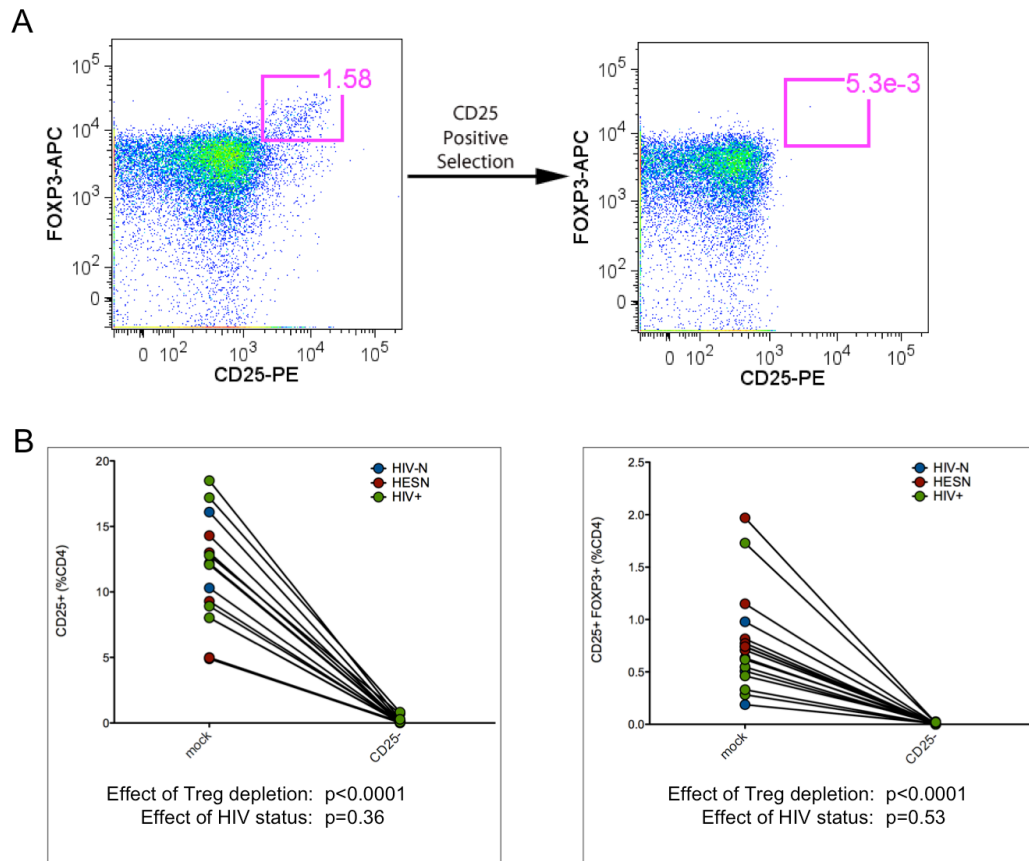 A
FOXP3-APC
10^5
10^4
10^3
10^2
0
1.58
0 10^2 10^3 10^4 10^5
CD25-PE
CD25
Positive
Selection
FOXP3-APC
10^5
10^4
10^3
10^2
0
5.3e-3
0 10^2 10^3 10^4 10^5
CD25-PE
B
CD25+ (%CD4)
20
15
10
5
0
HIV-N
HESN
HIV+
mock CD25-
Effect of Treg depletion: p<0.0001
Effect of HIV status: p=0.36
CD25+ FOXP3+ (%CD4)
2.5
2.0
1.5
1.0
0.5
0.0
HIV-N
HESN
HIV+
mock CD25-
Effect of Treg depletion: p<0.0001
Effect of HIV status: p=0.53